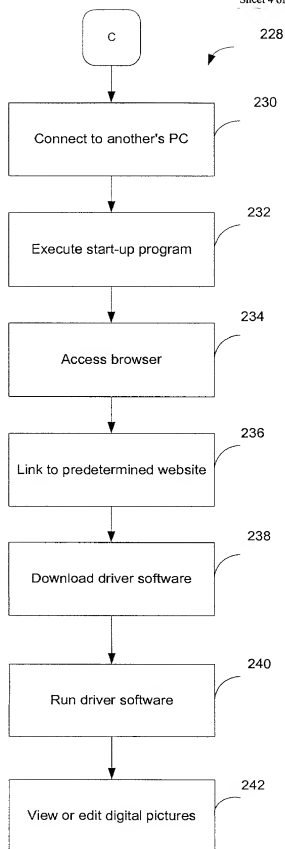 Sheet 4 of
C
228
230
Connect to another's PC
232
Execute start-up program
234
Access browser
236
Link to predetermined website
238
Download driver software
240
Run driver software
242
View or edit digital pictures